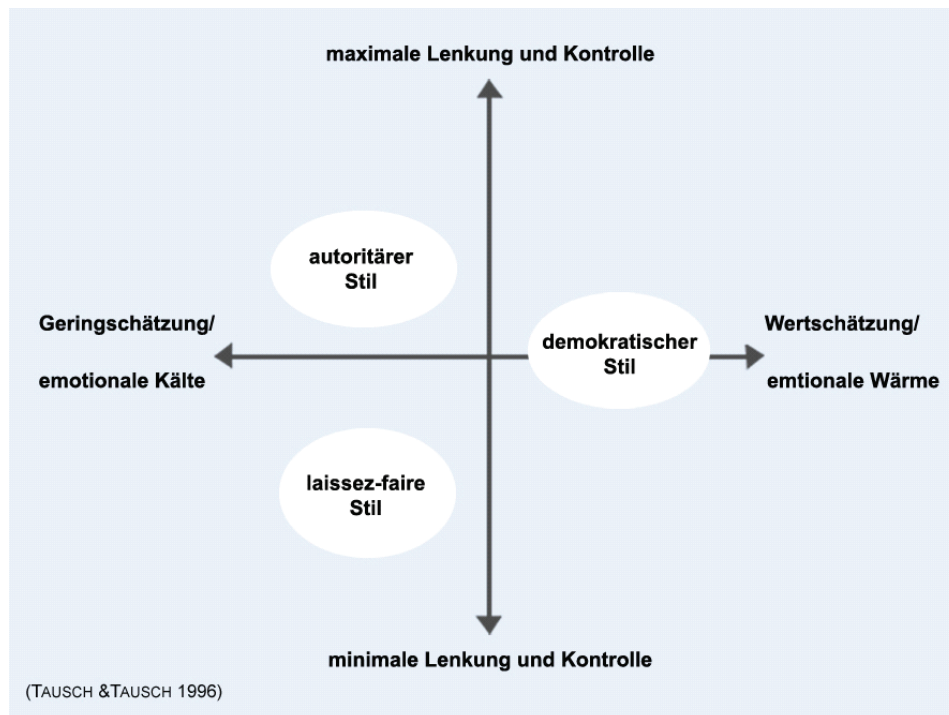 maximale Lenkung und Kontrolle
autoritärer
Stil
Geringschätzung/
emotionale Kälte
demokratischer
Stil
Wertschätzung/
emtionale Wärme
laissez-faire
Stil
minimale Lenkung und Kontrolle
(TAUSCH &TAUSCH 1996)